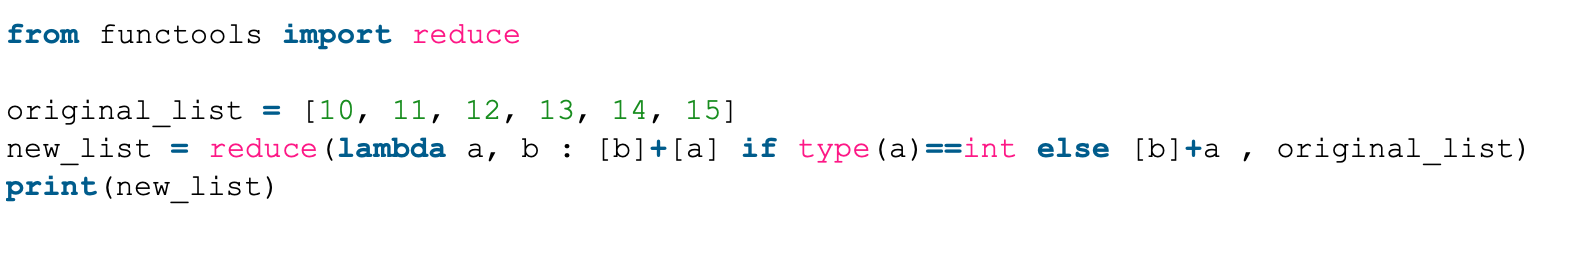 from functools import reduce
original_list = [10, 11, 12, 13, 14, 15]
new_list = reduce(lambda a, b : [b]+[a] if type(a)==int else [b]+a , original_list)
print(new_list)